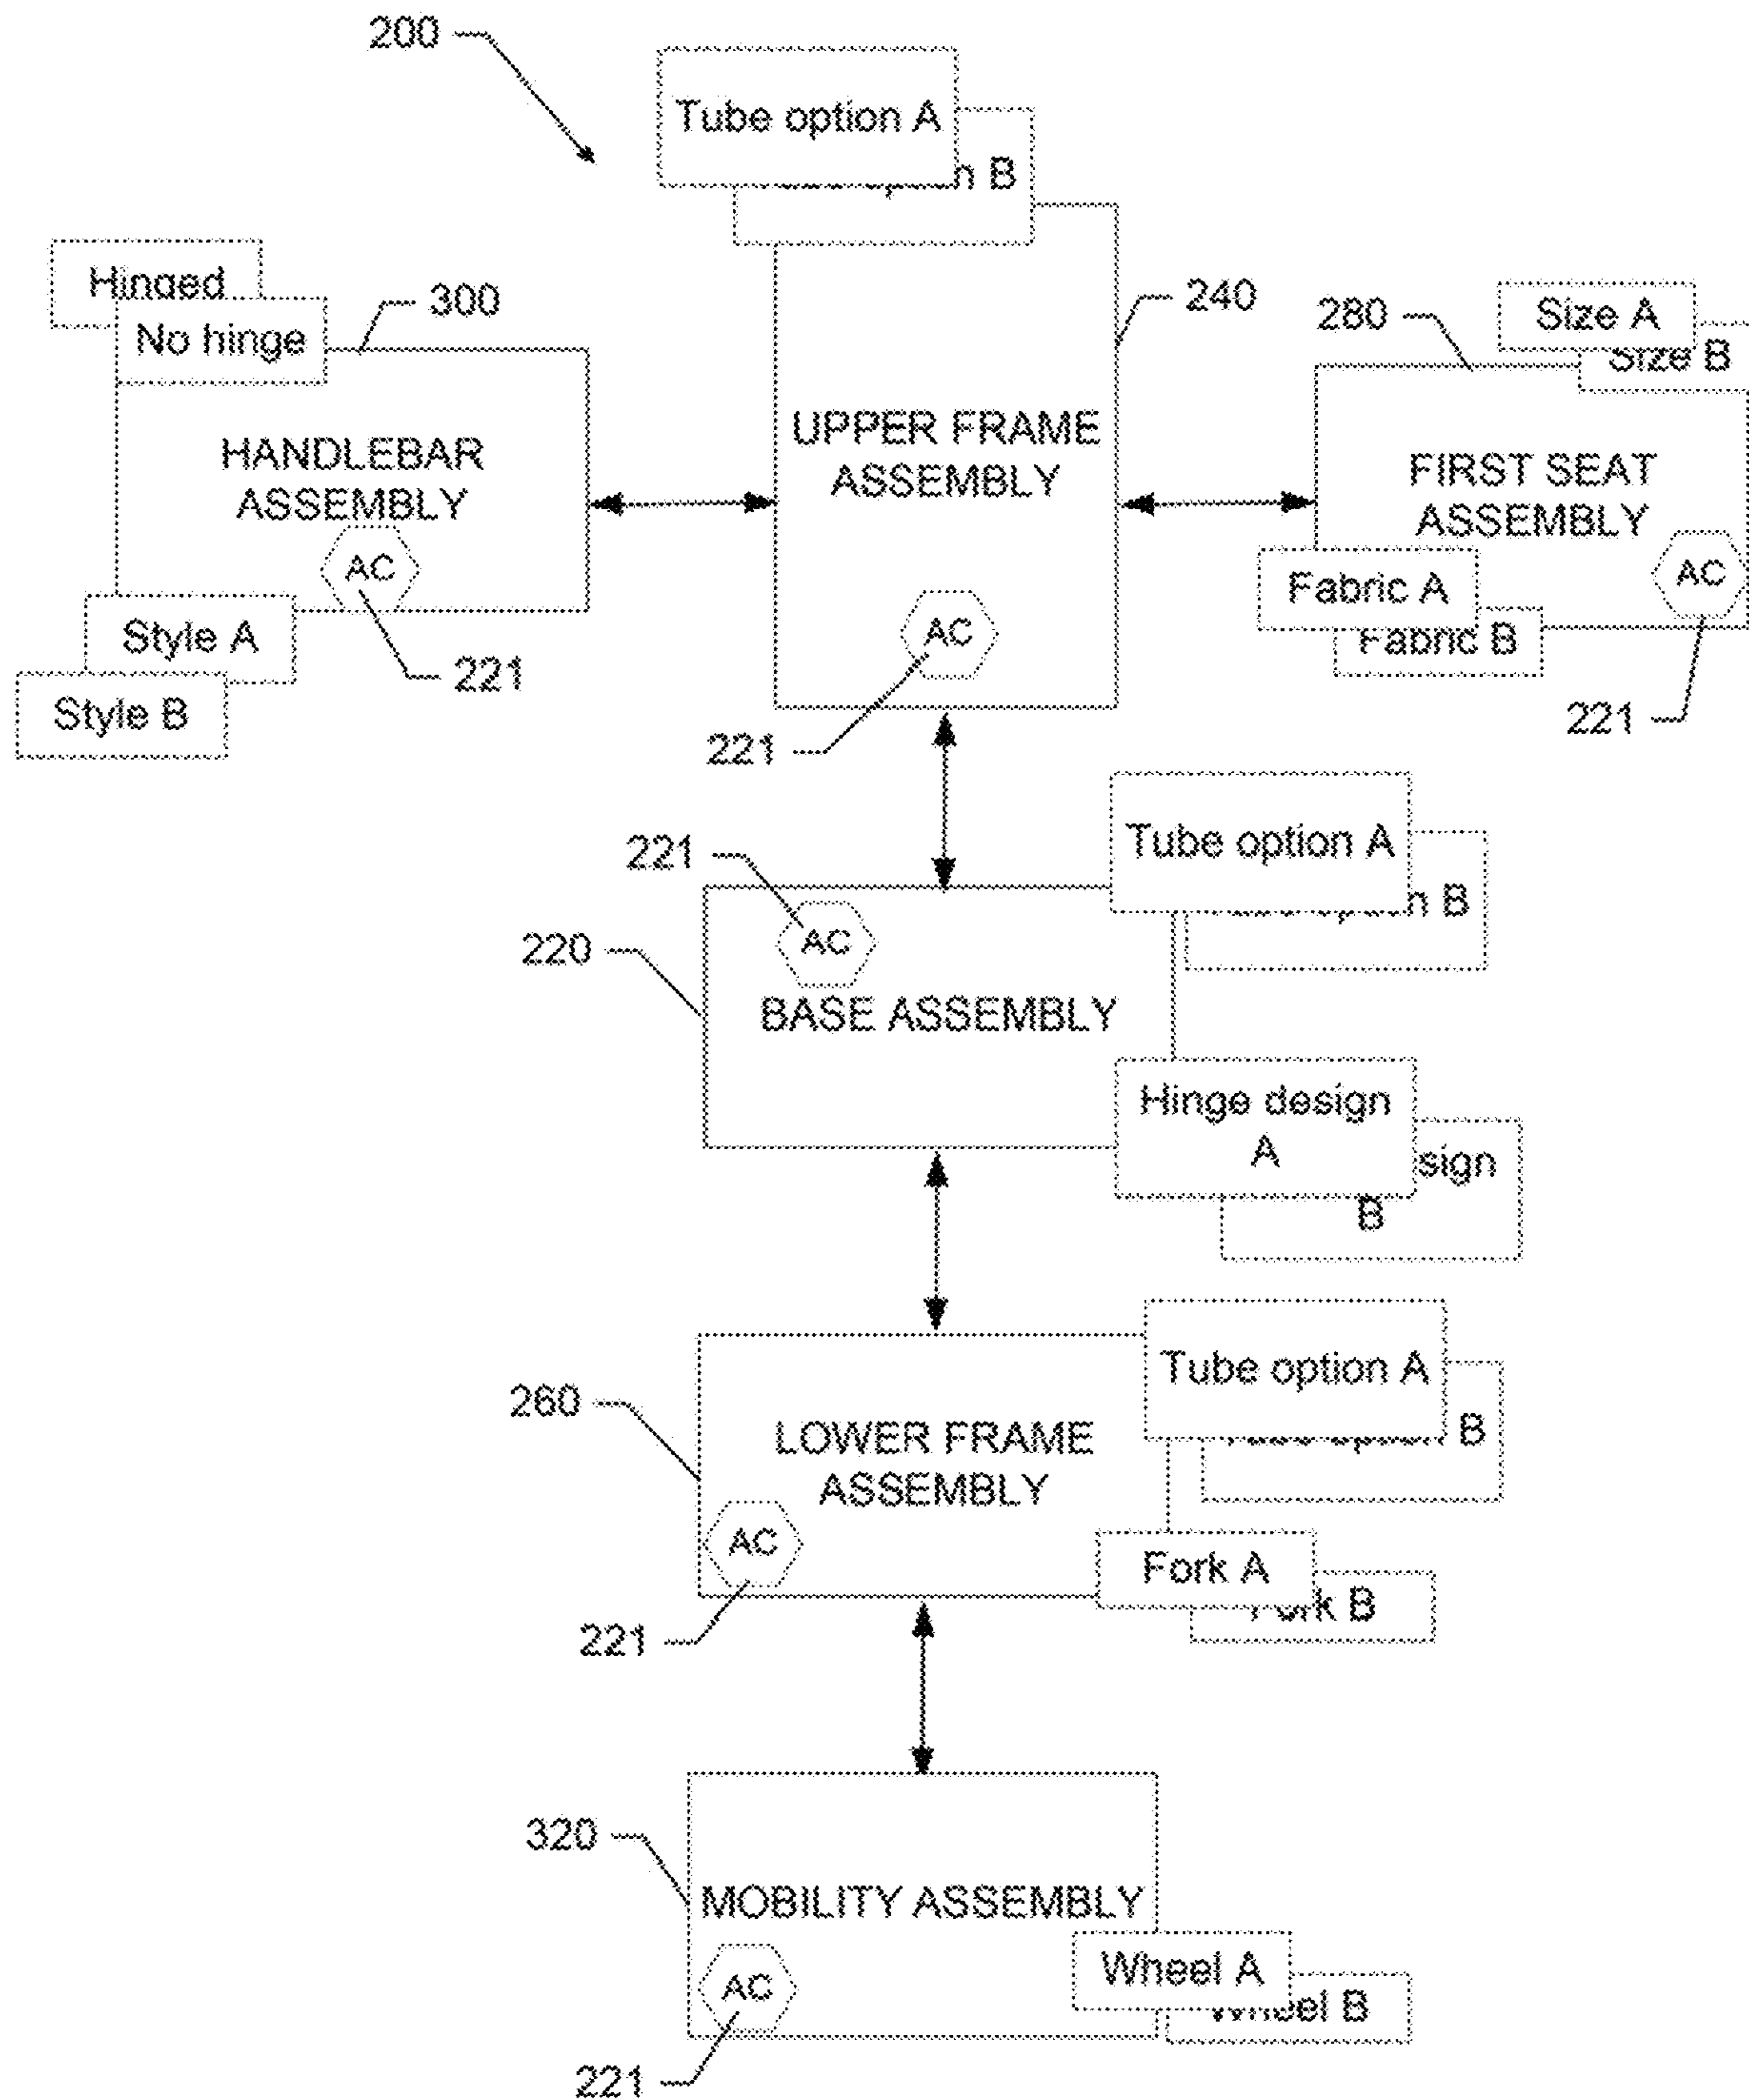 200
Tube option A
B
Hinged
No hinge
300
240
280
Size A
Size B
UPPER FRAME
ASSEMBLY
HANDLEBAR
ASSEMBLY
AC
FIRST SEAT
ASSEMBLY
AC
Fabric A
Fabric B
AC
Style A
Style B
221
221
221
Tube option A
B
221
AC
220
BASE ASSEMBLY
Hinge design
A
sign
B
Tube option A
B
260
LOWER FRAME
ASSEMBLY
AC
Fork A
Fork B
221
320
MOBILITY ASSEMBLY
Wheel A
Wheel B
AC
221